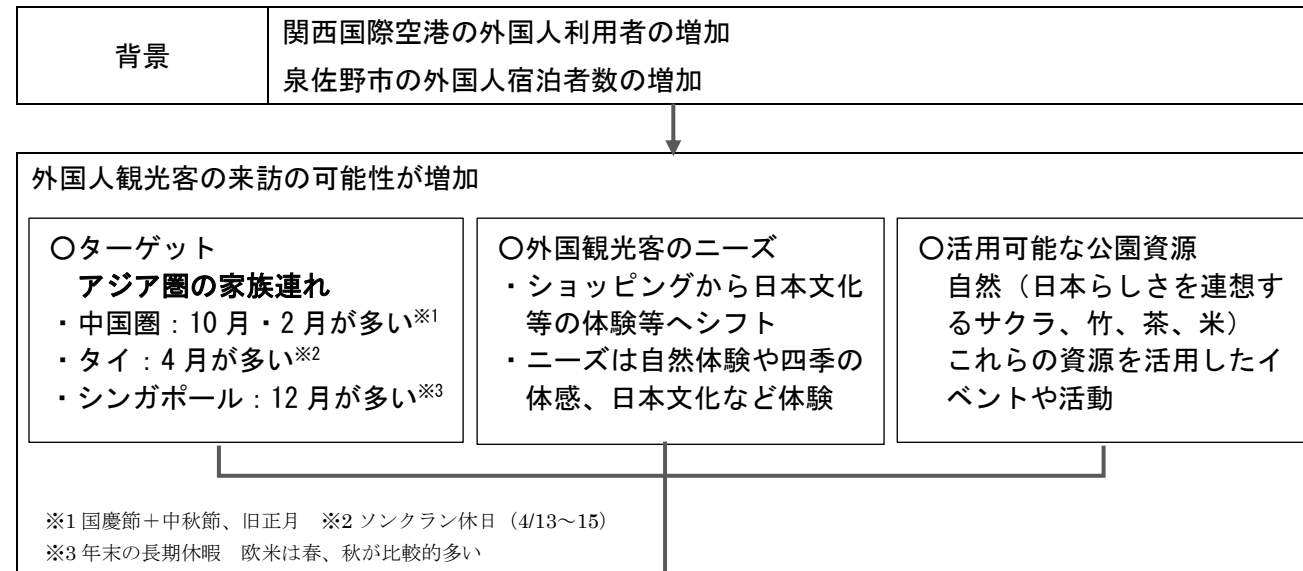 背景
関西国際空港の外国人利用者の増加
泉佐野市の外国人宿泊者数の増加
外国人観光客の来訪の可能性が増加
〇ターゲット
アジア圏の家族連れ
・中国圏：10月・2月が多い※1
・タイ：4月が多い※2
・シンガポール：12月が多い※3
〇外国観光客のニーズ
・ショッピングから日本文化
等の体験等へシフト
・ニーズは自然体験や四季の
体感、日本文化など体験
〇活用可能な公園資源
自然（日本らしさを連想す
るサクラ、竹、茶、米）
これらの資源を活用したイ
ベントや活動
※1 国慶節＋中秋節、旧正月　※2 ソンクラン休日（4/13～15）
※3 年末の長期休暇　欧米は春、秋が比較的多い